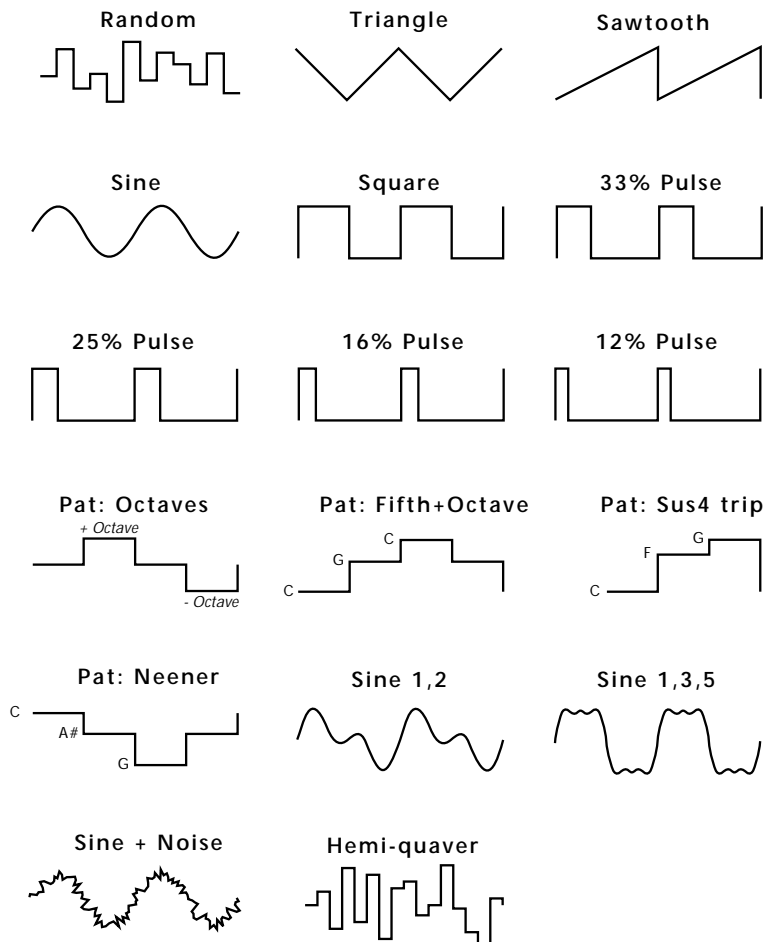 Random
Triangle
Sawtooth
Sine
Square
33% Pulse
25% Pulse
16% Pulse
12% Pulse
Pat: Octaves
+ Octave
- Octave
Pat: Fifth+Octave
C
G
C
Pat: Sus4 trip
G
F
C
Pat: Neener
C
A#
G
Sine 1,2
Sine 1,3,5
Sine + Noise
Hemi-quaver